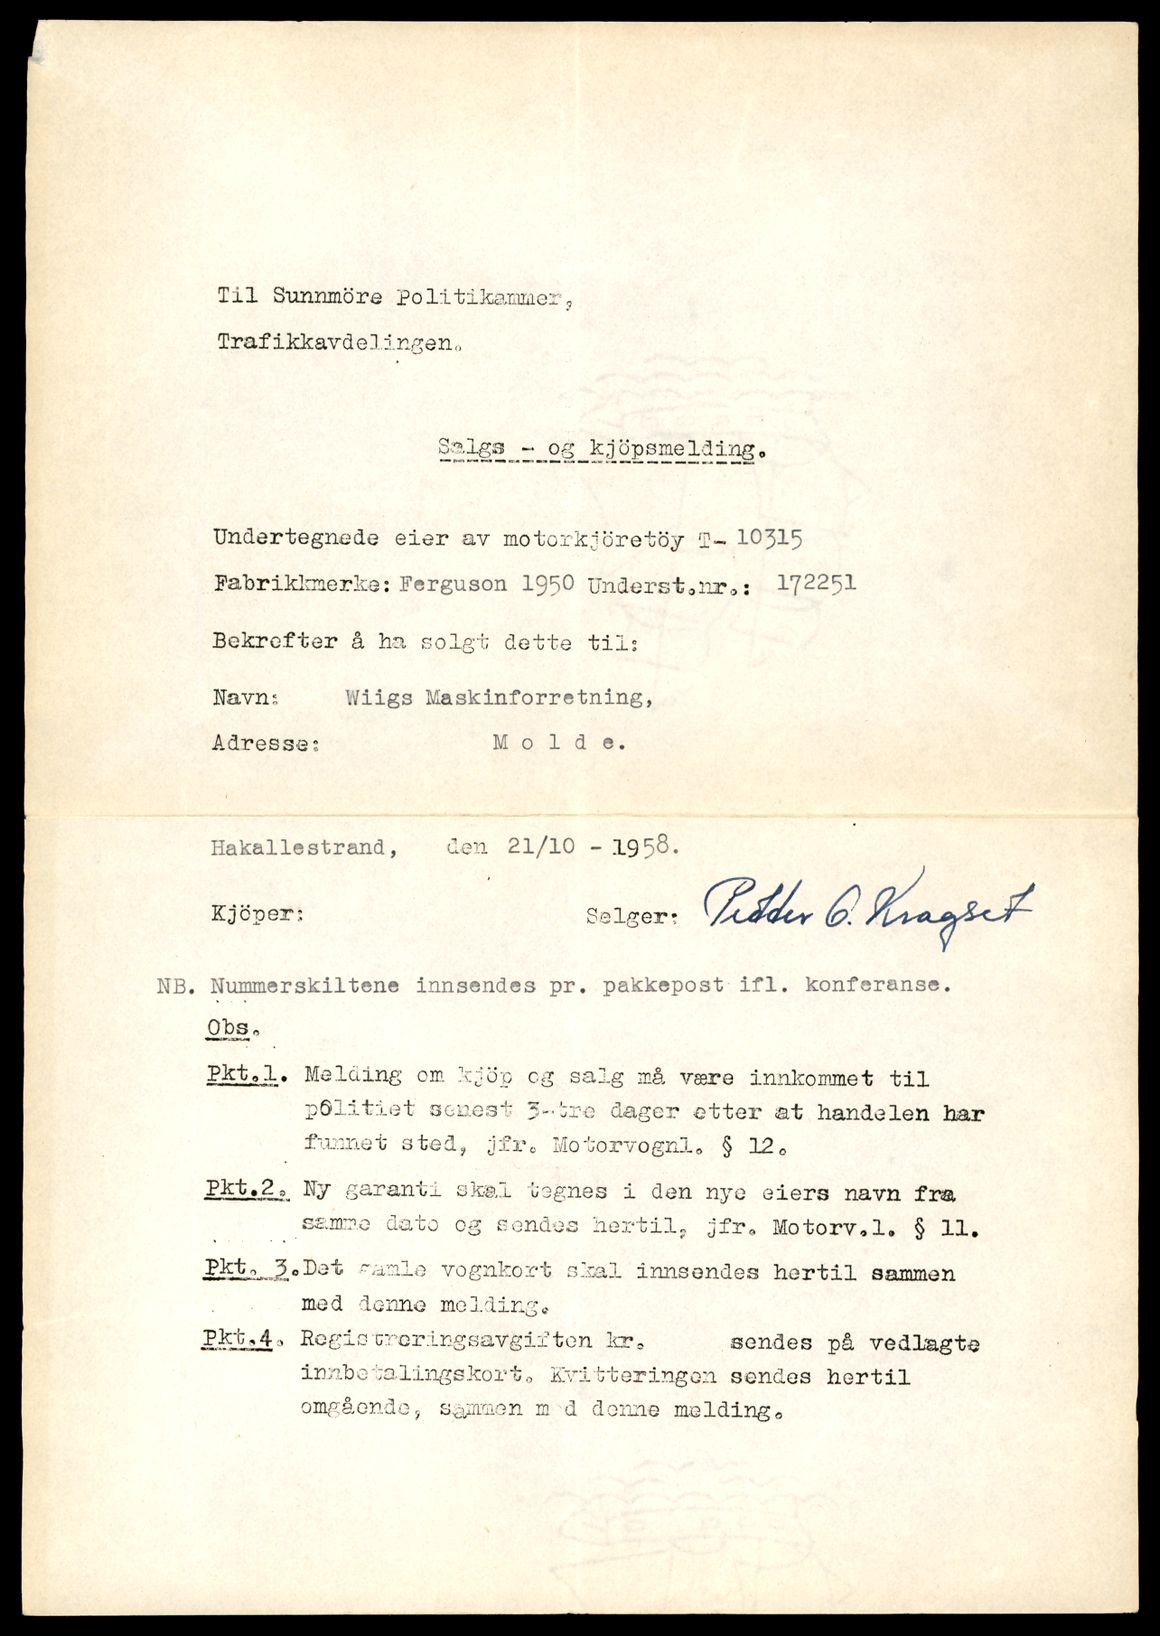 Til Sunnmöre Politikammer,
Trafikkavdelingen.
Salgs - og kjöpsmelding.
Undertegnede eier av motorkjöretöy T- 10315
Fabrikkmerke: Ferguson 1950 Underst.nr.: 172251
Bekrefter å ha solgt dette til:
Navn: Wiigs Maskinforretning,
Adresse: M o l d e.
Hakallestrand, den 21/10 - 1958.
Kjöper: Selger: Petter O. Kragset
NB. Nummerskiltene innsendes pr. pakkepost ifl. konferanse.
Obs.
Pkt.1. Melding om kjöp og salg må være innkommet til
politiet senest 3-tre dager etter at handelen har
funnet sted, jfr. Motorvognl. § 12.
Pkt.2. Ny garanti skal tegnes i den nye eiers navn fra
samme dato og sendes hertil, jfr. Motorv.l. § 11.
Pkt. 3. Det gamle vognkort skal innsendes hertil sammen
med denne melding.
Pkt.4. Registreringsavgiften kr. sendes på vedlagte
innbetalingskort. Kvitteringen sendes hertil
omgående, sammen med denne melding.